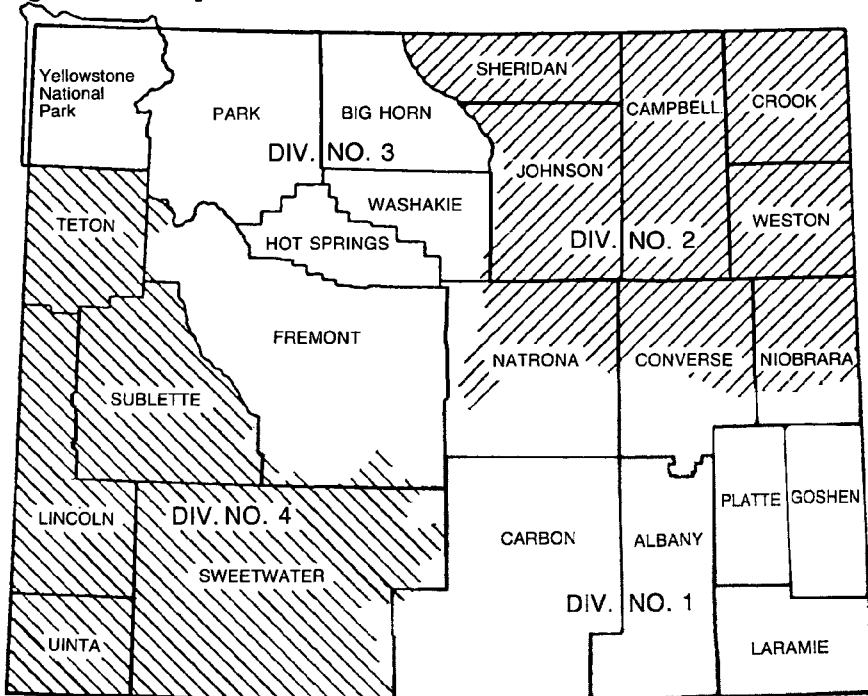 Yellowstone
National
Park
PARK
BIG HORN
SHERIDAN
CAMPBELL
CROOK
DIV. NO. 3
JOHNSON
WASHAKIE
TETON
HOT SPRINGS
DIV. NO. 2
WESTON
FREMONT
NATRONA
CONVERSE
NIOBRARA
SUBLETTE
LINCOLN
DIV. NO. 4
CARBON
ALBANY
PLATTE
GOSHEN
SWEETWATER
DIV. NO. 1
UINTA
LARAMIE